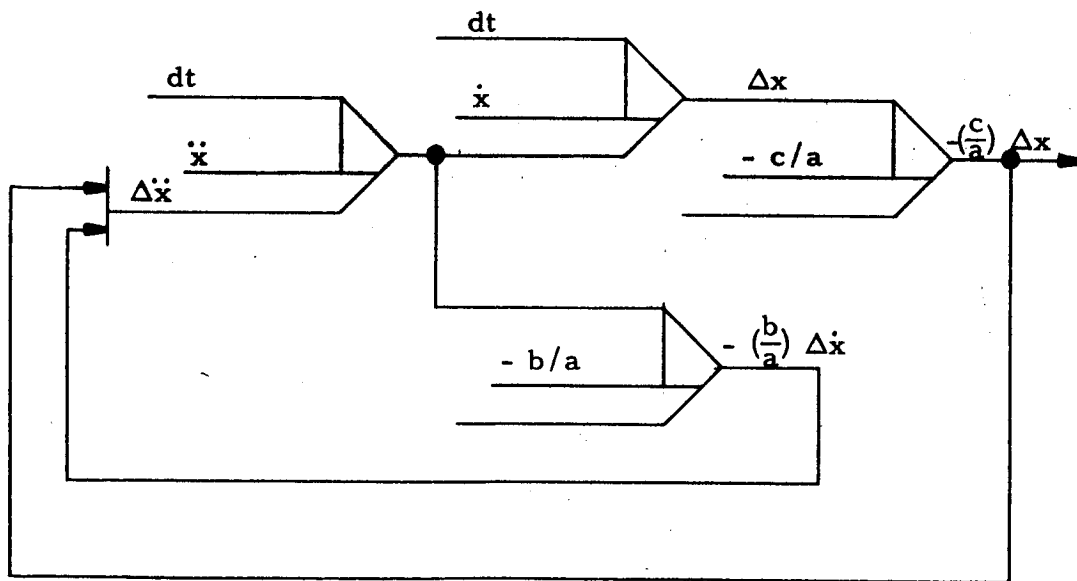 dt
dt
ẋ
Δx
ẍ
- c/a
-(c/a) Δx
Δẍ
- b/a
- (b/a) Δẋ